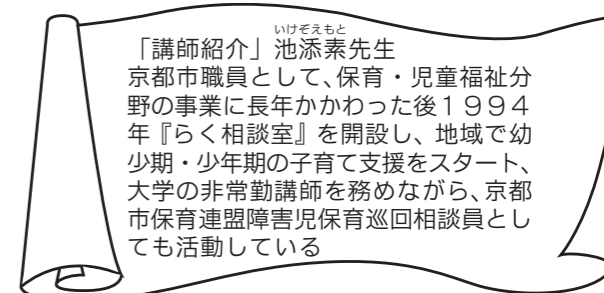 いけぞえもと
「講師紹介」池添素先生
京都市職員として、保育・児童福祉分
野の事業に長年かかわった後１９９４
年『らく相談室』を開設し、地域で幼
少期・少年期の子育て支援をスタート、
大学の非常勤講師を務めながら、京都
市保育連盟障害児保育巡回相談員とし
ても活動している